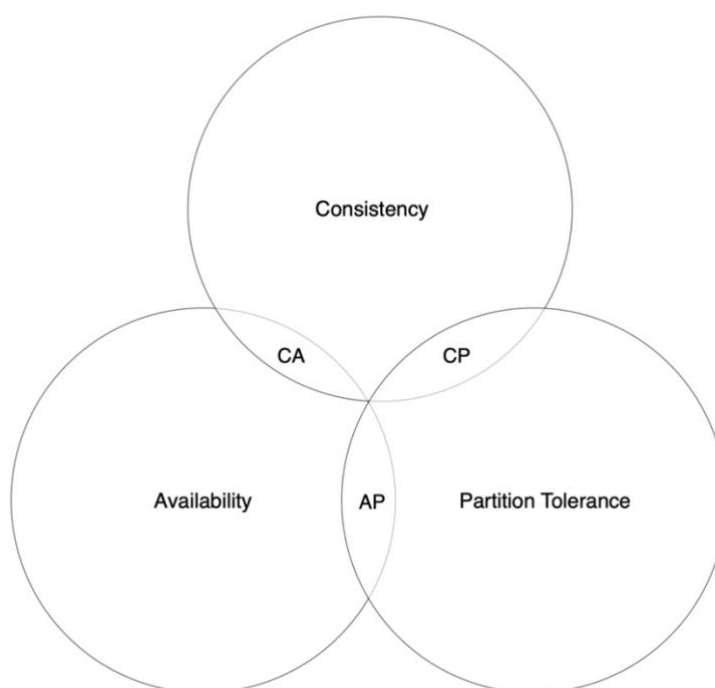 Consistency
CA
CP
Availability
AP
Partition Tolerance